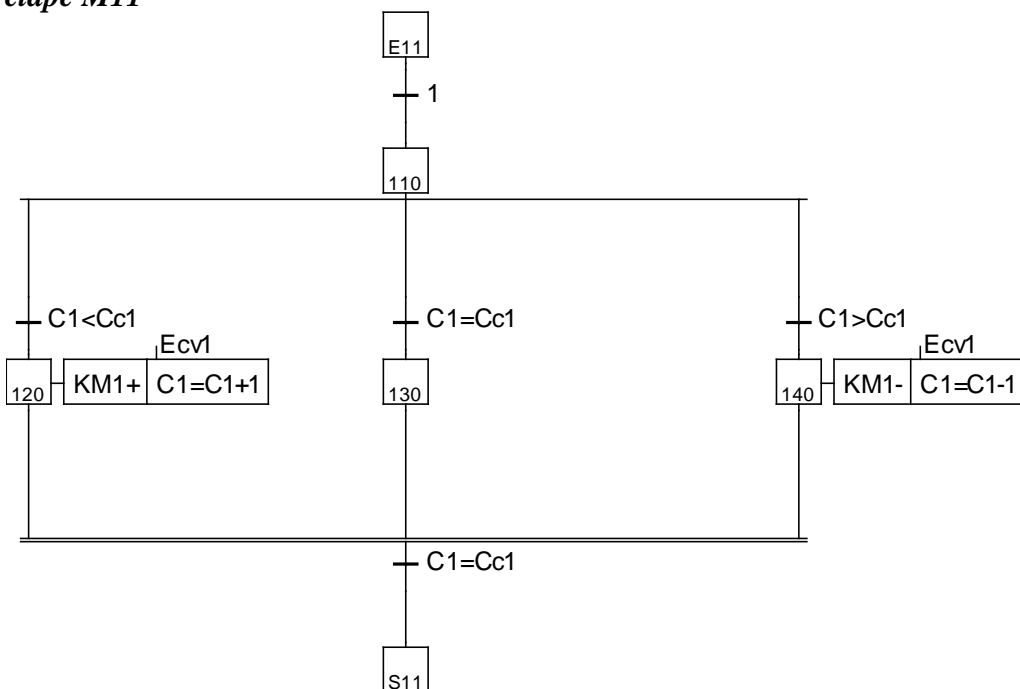 étape M11
E11
1
110
C1<Cc1
C1=Cc1
C1>Cc1
Ecv1
Ecv1
120
KM1+
C1=C1+1
130
140
KM1-
C1=C1-1
C1=Cc1
S11